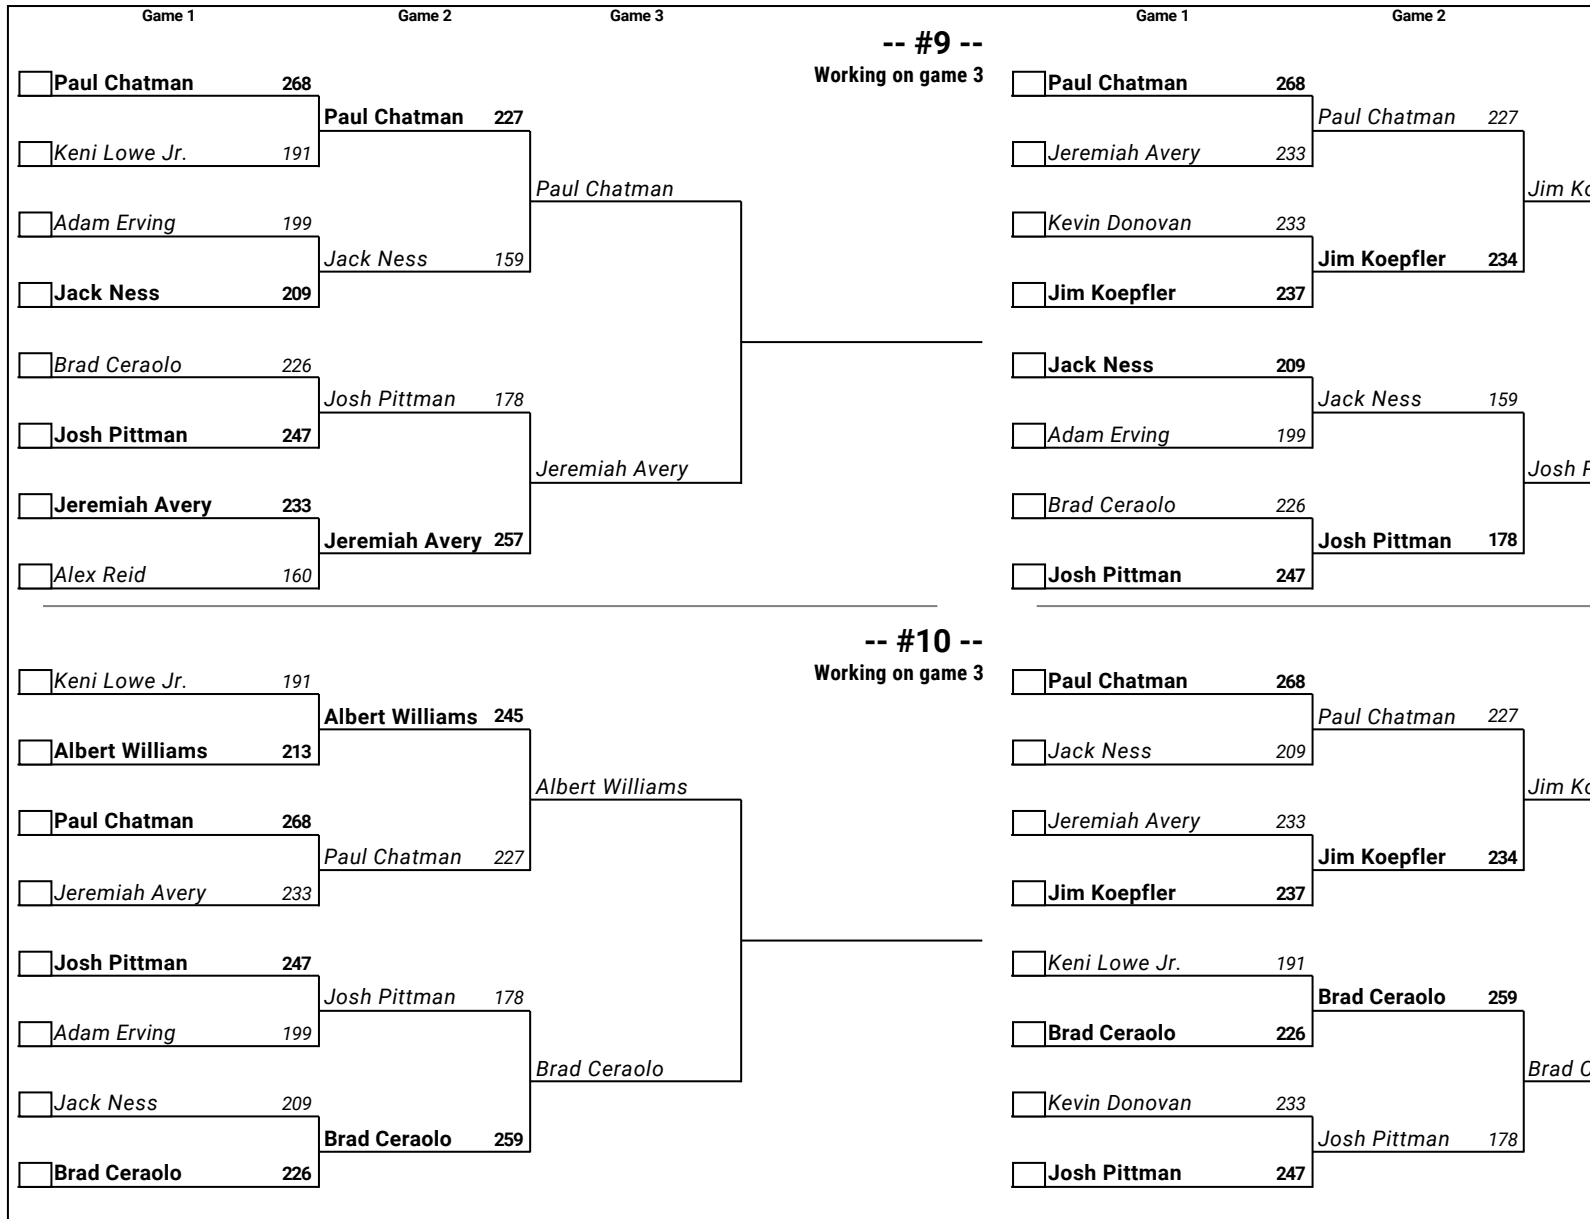 Game 1 Game 2 Game 3 Game 1 Game 2
-- #9 --
Working on game 3
Paul Chatman 268
Paul Chatman 227
Keni Lowe Jr. 191
Paul Chatman
Adam Erving 199
Jack Ness 159
Jack Ness 209
Brad Ceraolo 226
Josh Pittman 178
Josh Pittman 247
Jeremiah Avery
Jeremiah Avery 233
Jeremiah Avery 257
Alex Reid 160
Paul Chatman 268
Paul Chatman 227
Jeremiah Avery 233
Jim Ko
Kevin Donovan 233
Jim Koepfler 234
Jim Koepfler 237
Jack Ness 209
Jack Ness 159
Adam Erving 199
Josh P
Brad Ceraolo 226
Josh Pittman 178
Josh Pittman 247
-- #10 --
Working on game 3
Keni Lowe Jr. 191
Albert Williams 245
Albert Williams 213
Albert Williams
Paul Chatman 268
Paul Chatman 227
Jeremiah Avery 233
Josh Pittman 247
Josh Pittman 178
Adam Erving 199
Brad Ceraolo
Jack Ness 209
Brad Ceraolo 259
Brad Ceraolo 226
Paul Chatman 268
Paul Chatman 227
Jack Ness 209
Jim Ko
Jeremiah Avery 233
Jim Koepfler 234
Jim Koepfler 237
Keni Lowe Jr. 191
Brad Ceraolo 259
Brad Ceraolo 226
Brad C
Kevin Donovan 233
Josh Pittman 178
Josh Pittman 247